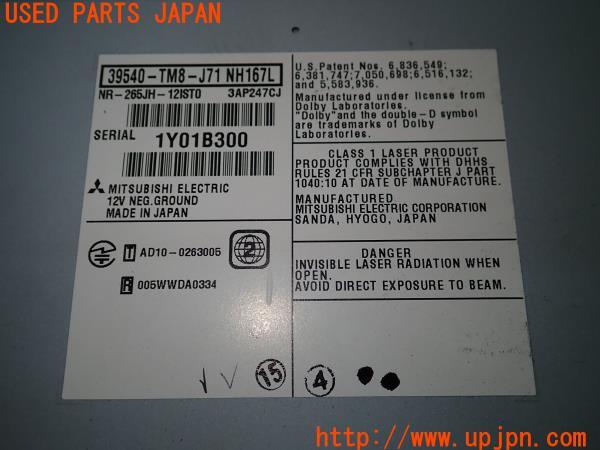 USED PARTS JAPAN
39540-TM8-J71 NH167L
NR-265JH-12IST0 3AP247CJ
SERIAL 1Y01B300
MITSUBISHI ELECTRIC
12V NEG.GROUND
MADE IN JAPAN
T AD10-0263005
R 005WWDA0334
2
U.S.Patent Nos. 6,836,549;
6,381,747;7,050,698;6,516,132;
and 5,583,936.
Manufactured under license from
Dolby Laboratories.
"Dolby"and the double-D symbol
are trademarks of Dolby
Laboratories.
CLASS 1 LASER PRODUCT
PRODUCT COMPLIES WITH DHHS
RULES 21 CFR SUBCHAPTER J PART
1040:10 AT DATE OF MANUFACTURE.
MANUFACTURED
MITSUBISHI ELECTRIC CORPORATION
SANDA, HYOGO, JAPAN
DANGER
INVISIBLE LASER RADIATION WHEN
OPEN.
AVOID DIRECT EXPOSURE TO BEAM.
15 4
UPJ - www.upjpn.com